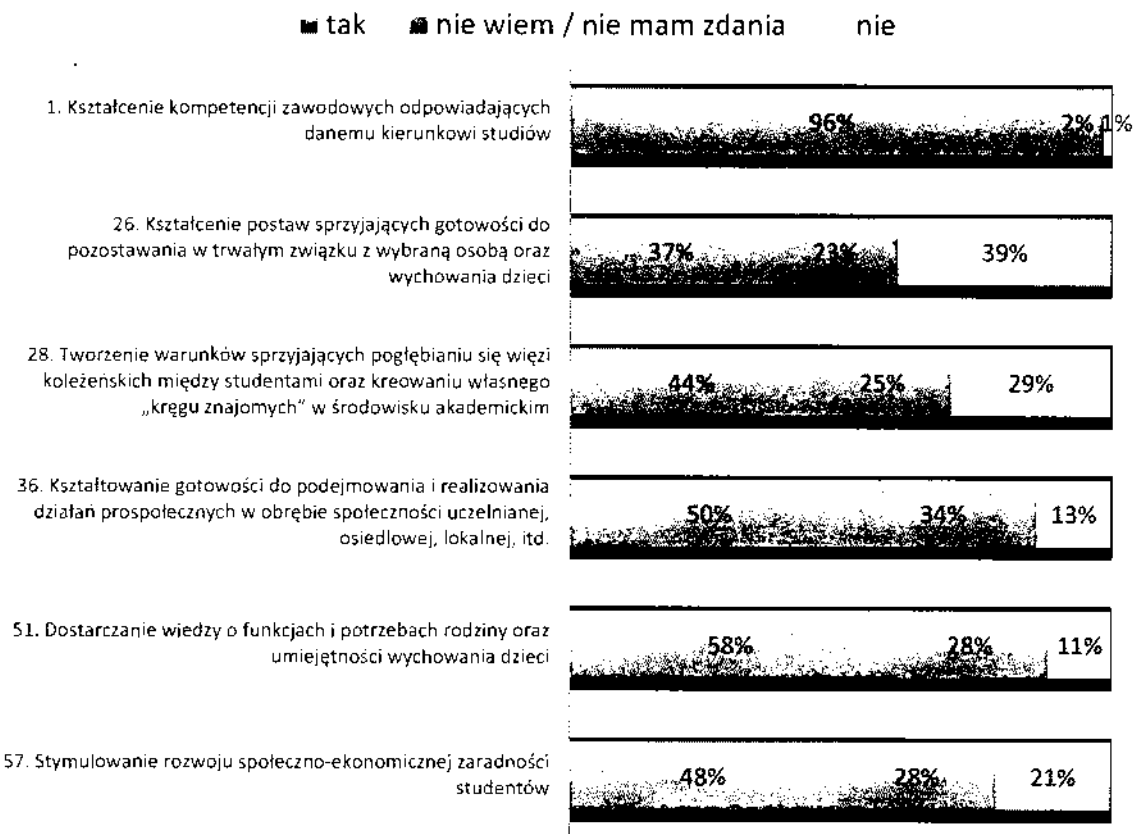 tak nie wiem / nie mam zdania nie
1. Kształcenie kompetencji zawodowych odpowiadających
danemu kierunkowi studiów
96% 2% 1%
26. Kształcenie postaw sprzyjających gotowości do
pozostawania w trwałym związku z wybraną osobą oraz
wychowania dzieci
37% 23% 39%
28. Tworzenie warunków sprzyjających pogłębianiu się więzi
koleżeńskich między studentami oraz kreowaniu własnego
„kręgu znajomych” w środowisku akademickim
44% 25% 29%
36. Kształtowanie gotowości do podejmowania i realizowania
działań prospołecznych w obrębie społeczności uczelnianej,
osiedlowej, lokalnej, itd.
50% 34% 13%
51. Dostarczanie wiedzy o funkcjach i potrzebach rodziny oraz
umiejętności wychowania dzieci
58% 28% 11%
57. Stymulowanie rozwoju społeczno-ekonomicznej zaradności
studentów
48% 28% 21%